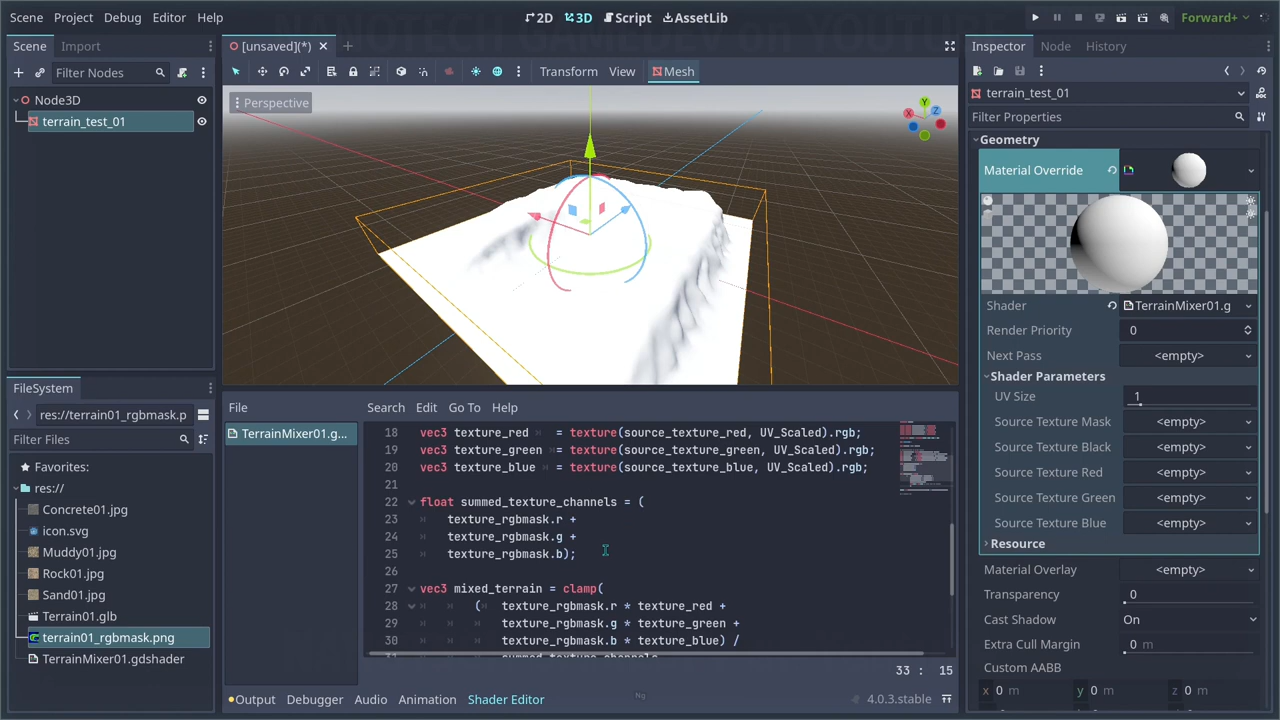 Scene Project Debug Editor Help
2D 3D Script AssetLib
Forward+
Scene Import
[unsaved](*)
Inspector Node History
Filter Nodes
Transform View Mesh
Node3D
terrain_test_01
Perspective
terrain_test_01
Filter Properties
Geometry
Material Override
Shader TerrainMixer01.g
Render Priority 0
Next Pass <empty>
Shader Parameters
UV Size 1
Source Texture Mask <empty>
Source Texture Black <empty>
Source Texture Red <empty>
Source Texture Green <empty>
Source Texture Blue <empty>
Resource
Material Overlay <empty>
Transparency 0
Cast Shadow On
Extra Cull Margin 0 m
Custom AABB
x 0 m y 0 m z 0 m
FileSystem
res://terrain01_rgbmask.p
Filter Files
Favorites:
res://
Concrete01.jpg
icon.svg
Muddy01.jpg
Rock01.jpg
Sand01.jpg
Terrain01.glb
terrain01_rgbmask.png
TerrainMixer01.gdshader
File Search Edit Go To Help
TerrainMixer01.g...
18 vec3 texture_red = texture(source_texture_red, UV_Scaled).rgb;
19 vec3 texture_green = texture(source_texture_green, UV_Scaled).rgb;
20 vec3 texture_blue = texture(source_texture_blue, UV_Scaled).rgb;
21
22 float summed_texture_channels = (
23 texture_rgbmask.r +
24 texture_rgbmask.g +
25 texture_rgbmask.b);
26
27 vec3 mixed_terrain = clamp(
28 ( texture_rgbmask.r * texture_red +
29 texture_rgbmask.g * texture_green +
30 texture_rgbmask.b * texture_blue) /
31 summed_texture_channels
33 : 15
Output Debugger Audio Animation Shader Editor
4.0.3.stable